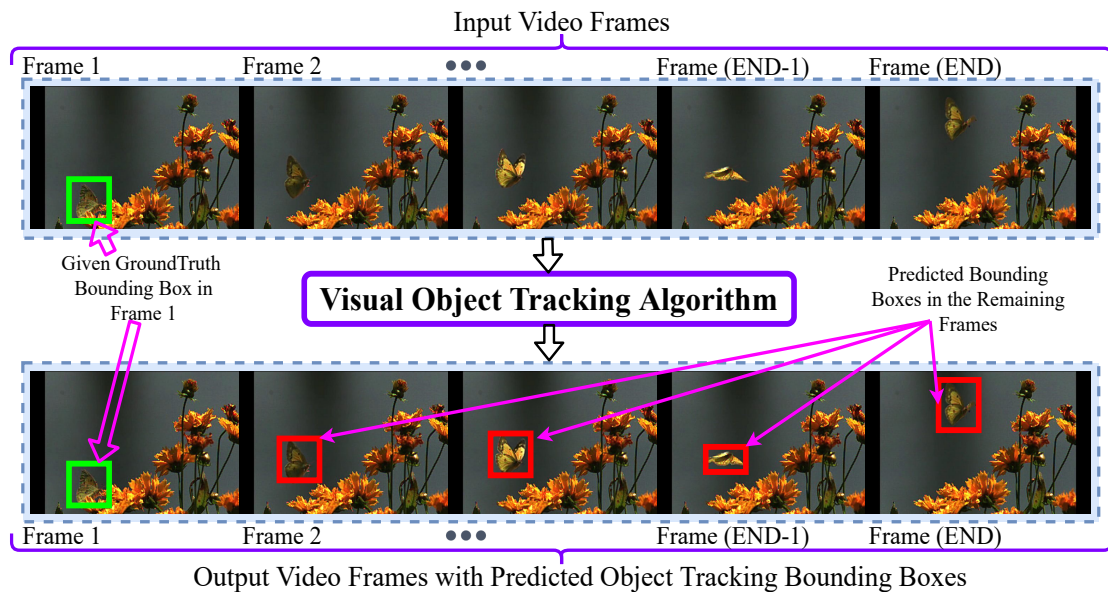 Input Video Frames
Frame 1
Frame 2
Frame (END-1)
Frame (END)
Given GroundTruth
Bounding Box in
Frame 1
Visual Object Tracking Algorithm
Predicted Bounding
Boxes in the Remaining
Frames
Frame 1
Frame 2
Frame (END-1)
Frame (END)
Output Video Frames with Predicted Object Tracking Bounding Boxes